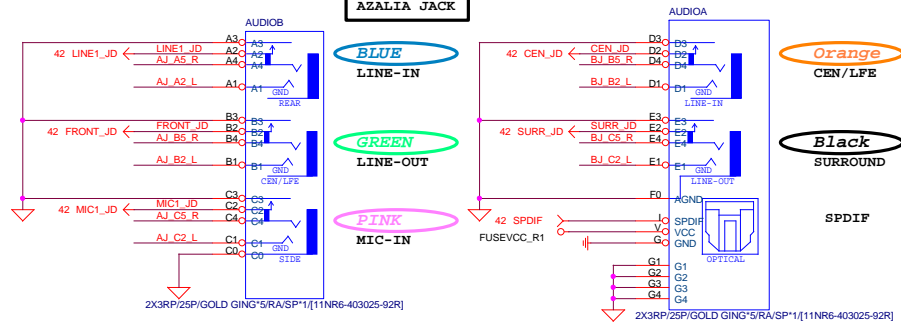 AZALIA JACK
AUDIOB
A3 A3
42 LINE1_JD LINE1_JD A2 A2
AJ_A5_R A4 A4
AJ_A2_L A1 A1
GND
REAR
BLUE
LINE-IN
B3 B3
42 FRONT_JD FRONT_JD B2 B2
AJ_B5_R B4 B4
AJ_B2_L B1 B1
GND
CEN/LFE
GREEN
LINE-OUT
C3 C3
42 MIC1_JD MIC1_JD C2 C2
AJ_C5_R C4 C4
AJ_C2_L C1 C1
C0 C0
GND
SIDE
PINK
MIC-IN
2X3RP/25P/GOLD GING*5/RA/SP*1/[11NR6-403025-92R]
AUDIOA
D3 D3
42 CEN_JD CEN_JD D2 D2
BJ_B5_R D4 D4
BJ_B2_L D1 D1
GND
LINE-IN
Orange
CEN/LFE
E3 E3
42 SURR_JD SURR_JD E2 E2
BJ_C5_R E4 E4
BJ_C2_L E1 E1
GND
LINE-OUT
Black
SURROUND
F0 AGND
42 SPDIF I SPDIF
FUSEVCC_R1 V VCC
G GND
OPTICAL
SPDIF
G1 G1
G2 G2
G3 G3
G4 G4
2X3RP/25P/GOLD GING*5/RA/SP*1/[11NR6-403025-92R]